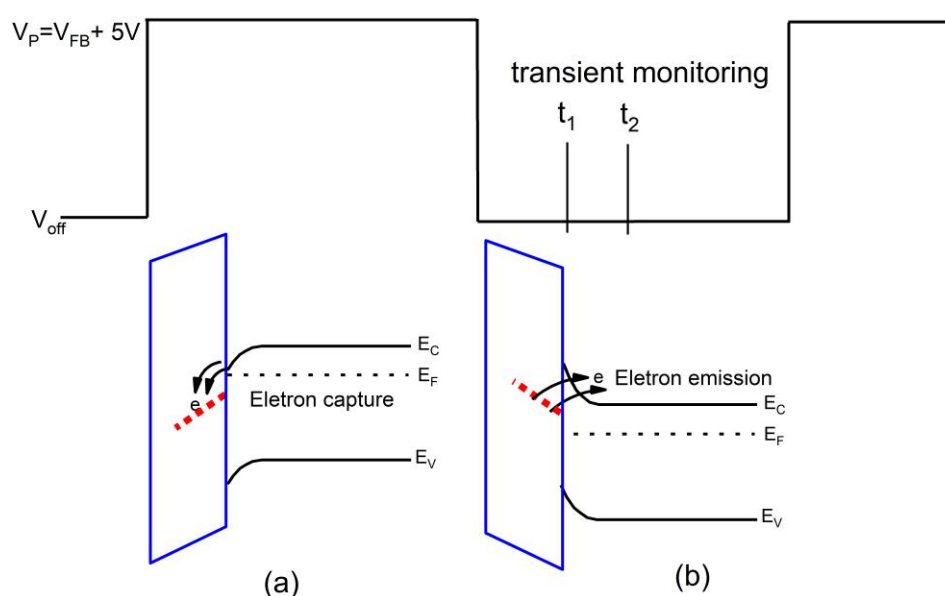 V_P=V_FB+ 5V
transient monitoring
t_1 t_2
V_off
E_C
E_F
e
Eletron capture
E_V
(a)
e Eletron emission
E_C
E_F
E_V
(b)